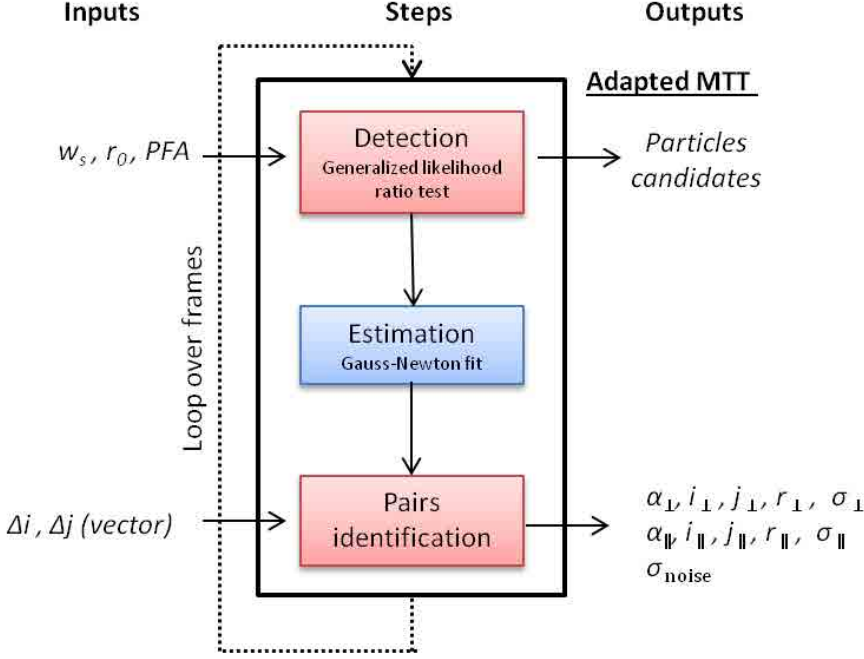 Inputs
Steps
Outputs
Adapted MTT
w_s, r_0, PFA
Detection
Generalized likelihood
ratio test
Particles
candidates
Loop over frames
Estimation
Gauss-Newton fit
Δi , Δj (vector)
Pairs
identification
α_⊥, i_⊥, j_⊥, r_⊥, σ_⊥
α_∥, i_∥, j_∥, r_∥, σ_∥
σ_noise